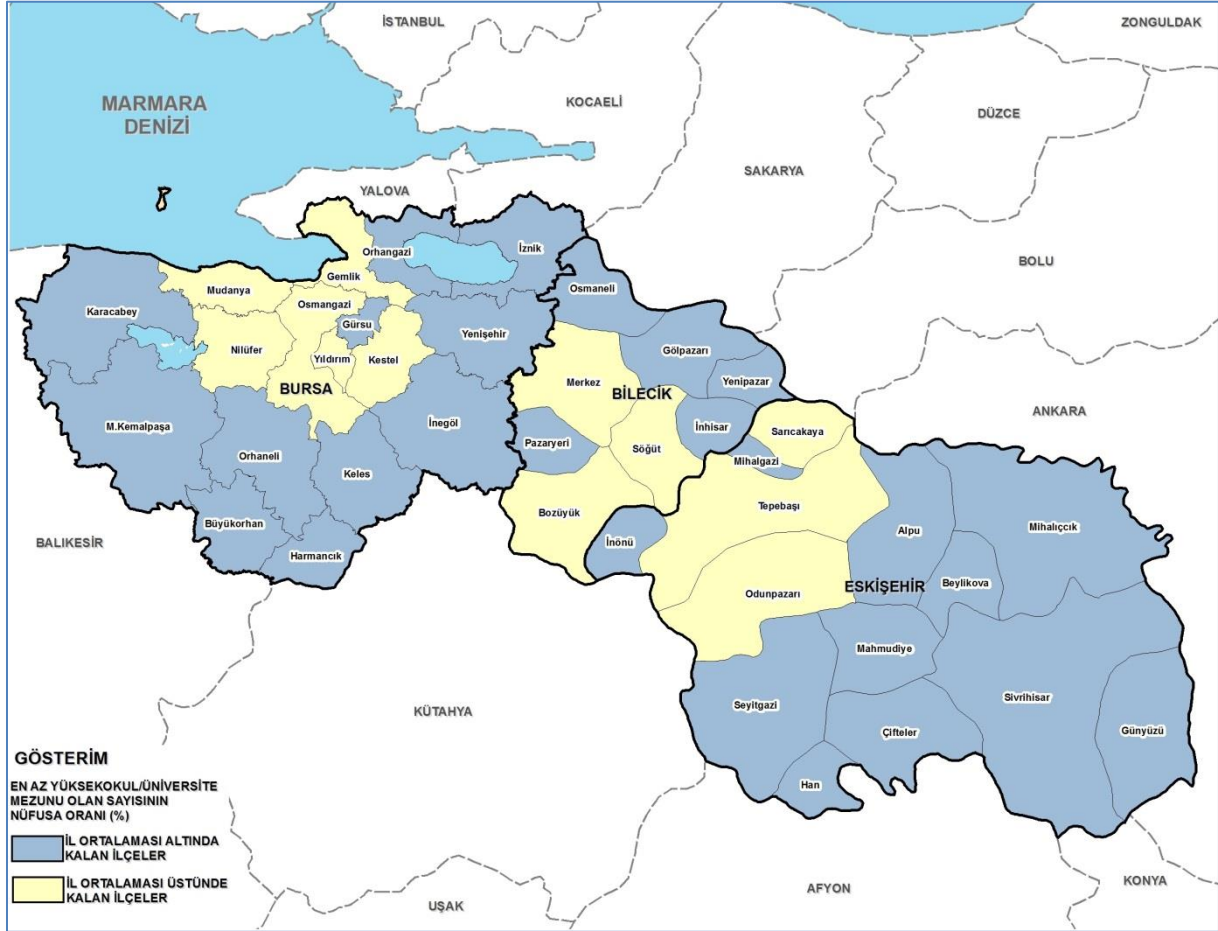 İSTANBUL
ZONGULDAK
MARMARA
DENİZİ
KOCAELİ
DÜZCE
SAKARYA
YALOVA
BOLU
ANKARA
BALIKESİR
KÜTAHYA
UŞAK
AFYON
KONYA
Orhangazi
İznik
Gemlik
Mudanya
Osmangazi
Karacabey
Gürsu
Yenişehir
Nilüfer
Yıldırım
Kestel
BURSA
M.Kemalpaşa
İnegöl
Orhaneli
Keles
Büyükorhan
Harmancık
Osmaneli
Gölpazarı
Merkez
Yenipazar
BİLECİK
İnhisar
Pazaryeri
Söğüt
Bozüyük
Sarıcakaya
Mihalgazi
Tepebaşı
İnönü
Alpu
Mihalıçcık
Beylikova
ESKİŞEHİR
Odunpazarı
Mahmudiye
Seyitgazi
Sivrihisar
Çifteler
Günyüzü
Han
GÖSTERİM
EN AZ YÜKSEKOKUL/ÜNİVERSİTE
MEZUNU OLAN SAYISININ
NÜFUSA ORANI (%)
İL ORTALAMASI ALTINDA
KALAN İLÇELER
İL ORTALAMASI ÜSTÜNDE
KALAN İLÇELER